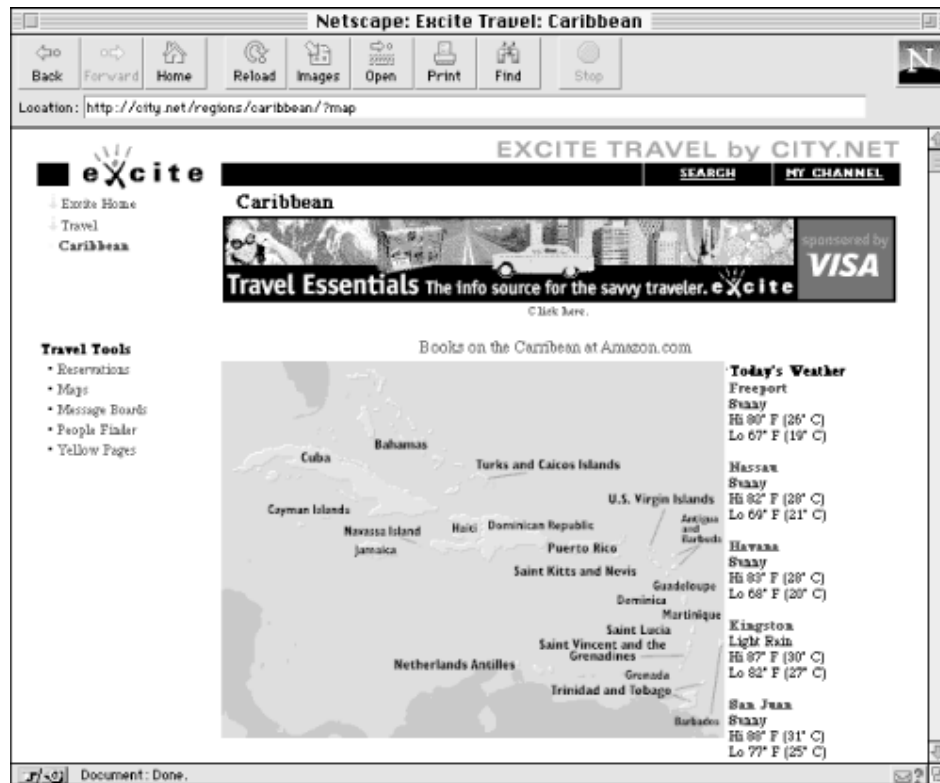 Netscape: Excite Travel: Caribbean
Back Forward Home Reload Images Open Print Find Stop
N
Location: http://city.net/regions/caribbean/?map
EXCITE TRAVEL by CITY.NET
excite
SEARCH MY CHANNEL
Excite Home
Travel
Caribbean
Caribbean
sponsored by
VISA
Travel Essentials The info source for the savvy traveler. excite
Click here.
Books on the Carribean at Amazon.com
Travel Tools
• Reservations
• Maps
• Message Boards
• People Finder
• Yellow Pages
Bahamas
Cuba
Turks and Caicos Islands
U.S. Virgin Islands
Cayman Islands
Antigua
and
Barbuda
Navassa Island
Haiti
Dominican Republic
Jamaica
Puerto Rico
Saint Kitts and Nevis
Guadeloupe
Dominica
Martinique
Saint Lucia
Saint Vincent and the
Grenadines
Netherlands Antilles
Grenada
Trinidad and Tobago
Barbados
Today's Weather
Freeport
Sunny
Hi 80° F (26° C)
Lo 67° F (19° C)
Nassau
Sunny
Hi 82° F (28° C)
Lo 69° F (21° C)
Havana
Sunny
Hi 83° F (28° C)
Lo 68° F (20° C)
Kingston
Light Rain
Hi 87° F (30° C)
Lo 82° F (27° C)
San Juan
Sunny
Hi 88° F (31° C)
Lo 77° F (25° C)
Document: Done.
?